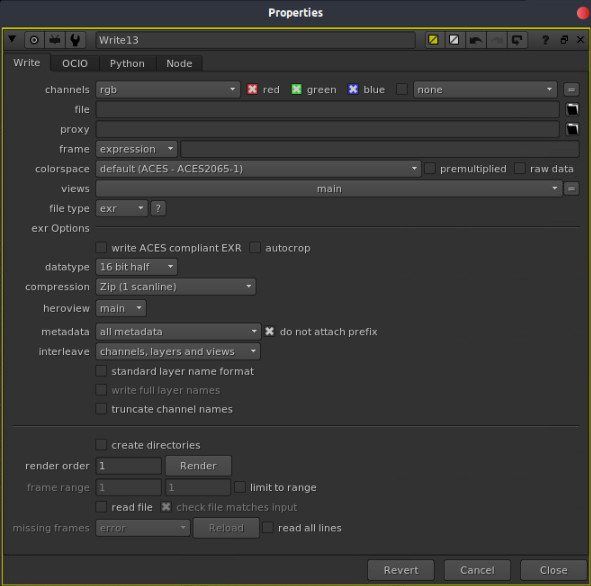 Properties
Write13
?
Write OCIO Python Node
channels rgb red green blue none =
file
proxy
frame expression
colorspace default (ACES - ACES2065-1) premultiplied raw data
views main =
file type exr ?
exr Options
write ACES compliant EXR autocrop
datatype 16 bit half
compression Zip (1 scanline)
heroview main
metadata all metadata do not attach prefix
interleave channels, layers and views
standard layer name format
write full layer names
truncate channel names
create directories
render order 1 Render
frame range 1 1 limit to range
read file check file matches input
missing frames error Reload read all lines
Revert Cancel Close